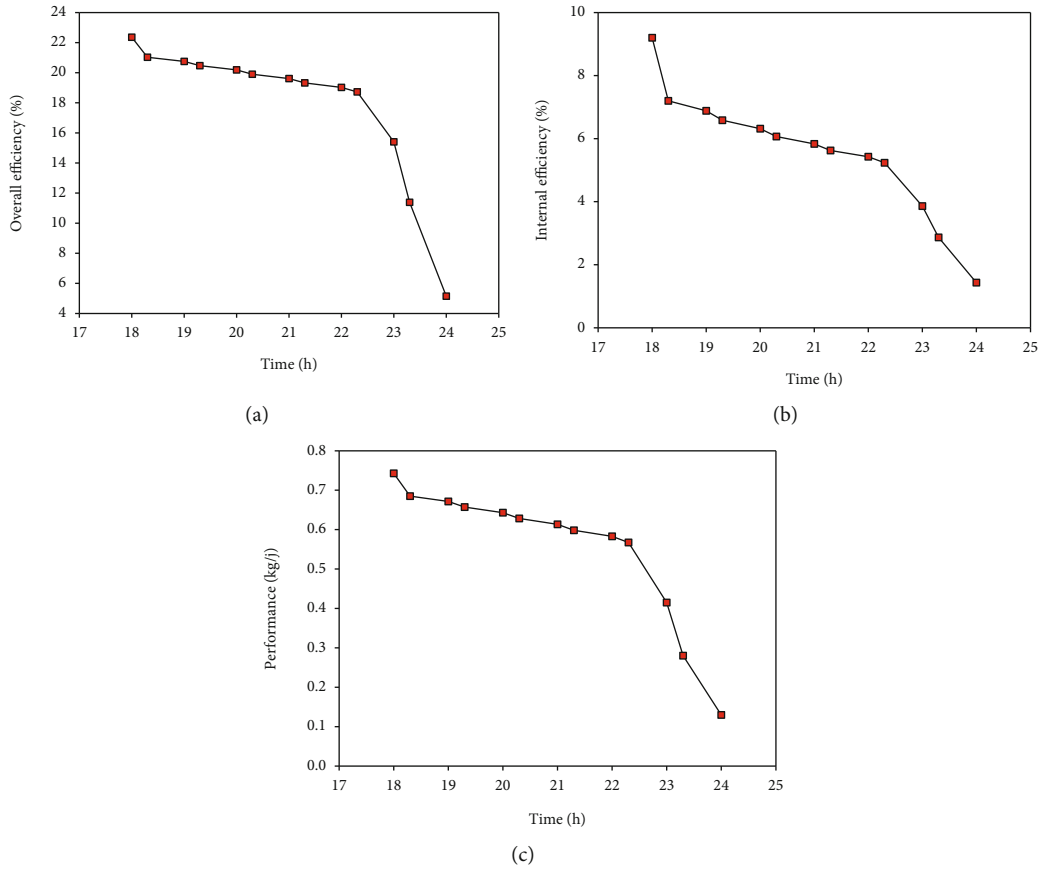 24
22
20
18
16
14
12
10
8
6
4
Overall efficiency (%)
17 18 19 20 21 22 23 24 25
Time (h)
(a)
10
8
6
4
2
0
Internal efficiency (%)
17 18 19 20 21 22 23 24 25
Time (h)
(b)
0.8
0.7
0.6
0.5
0.4
0.3
0.2
0.1
0.0
Performance (kg/j)
17 18 19 20 21 22 23 24 25
Time (h)
(c)